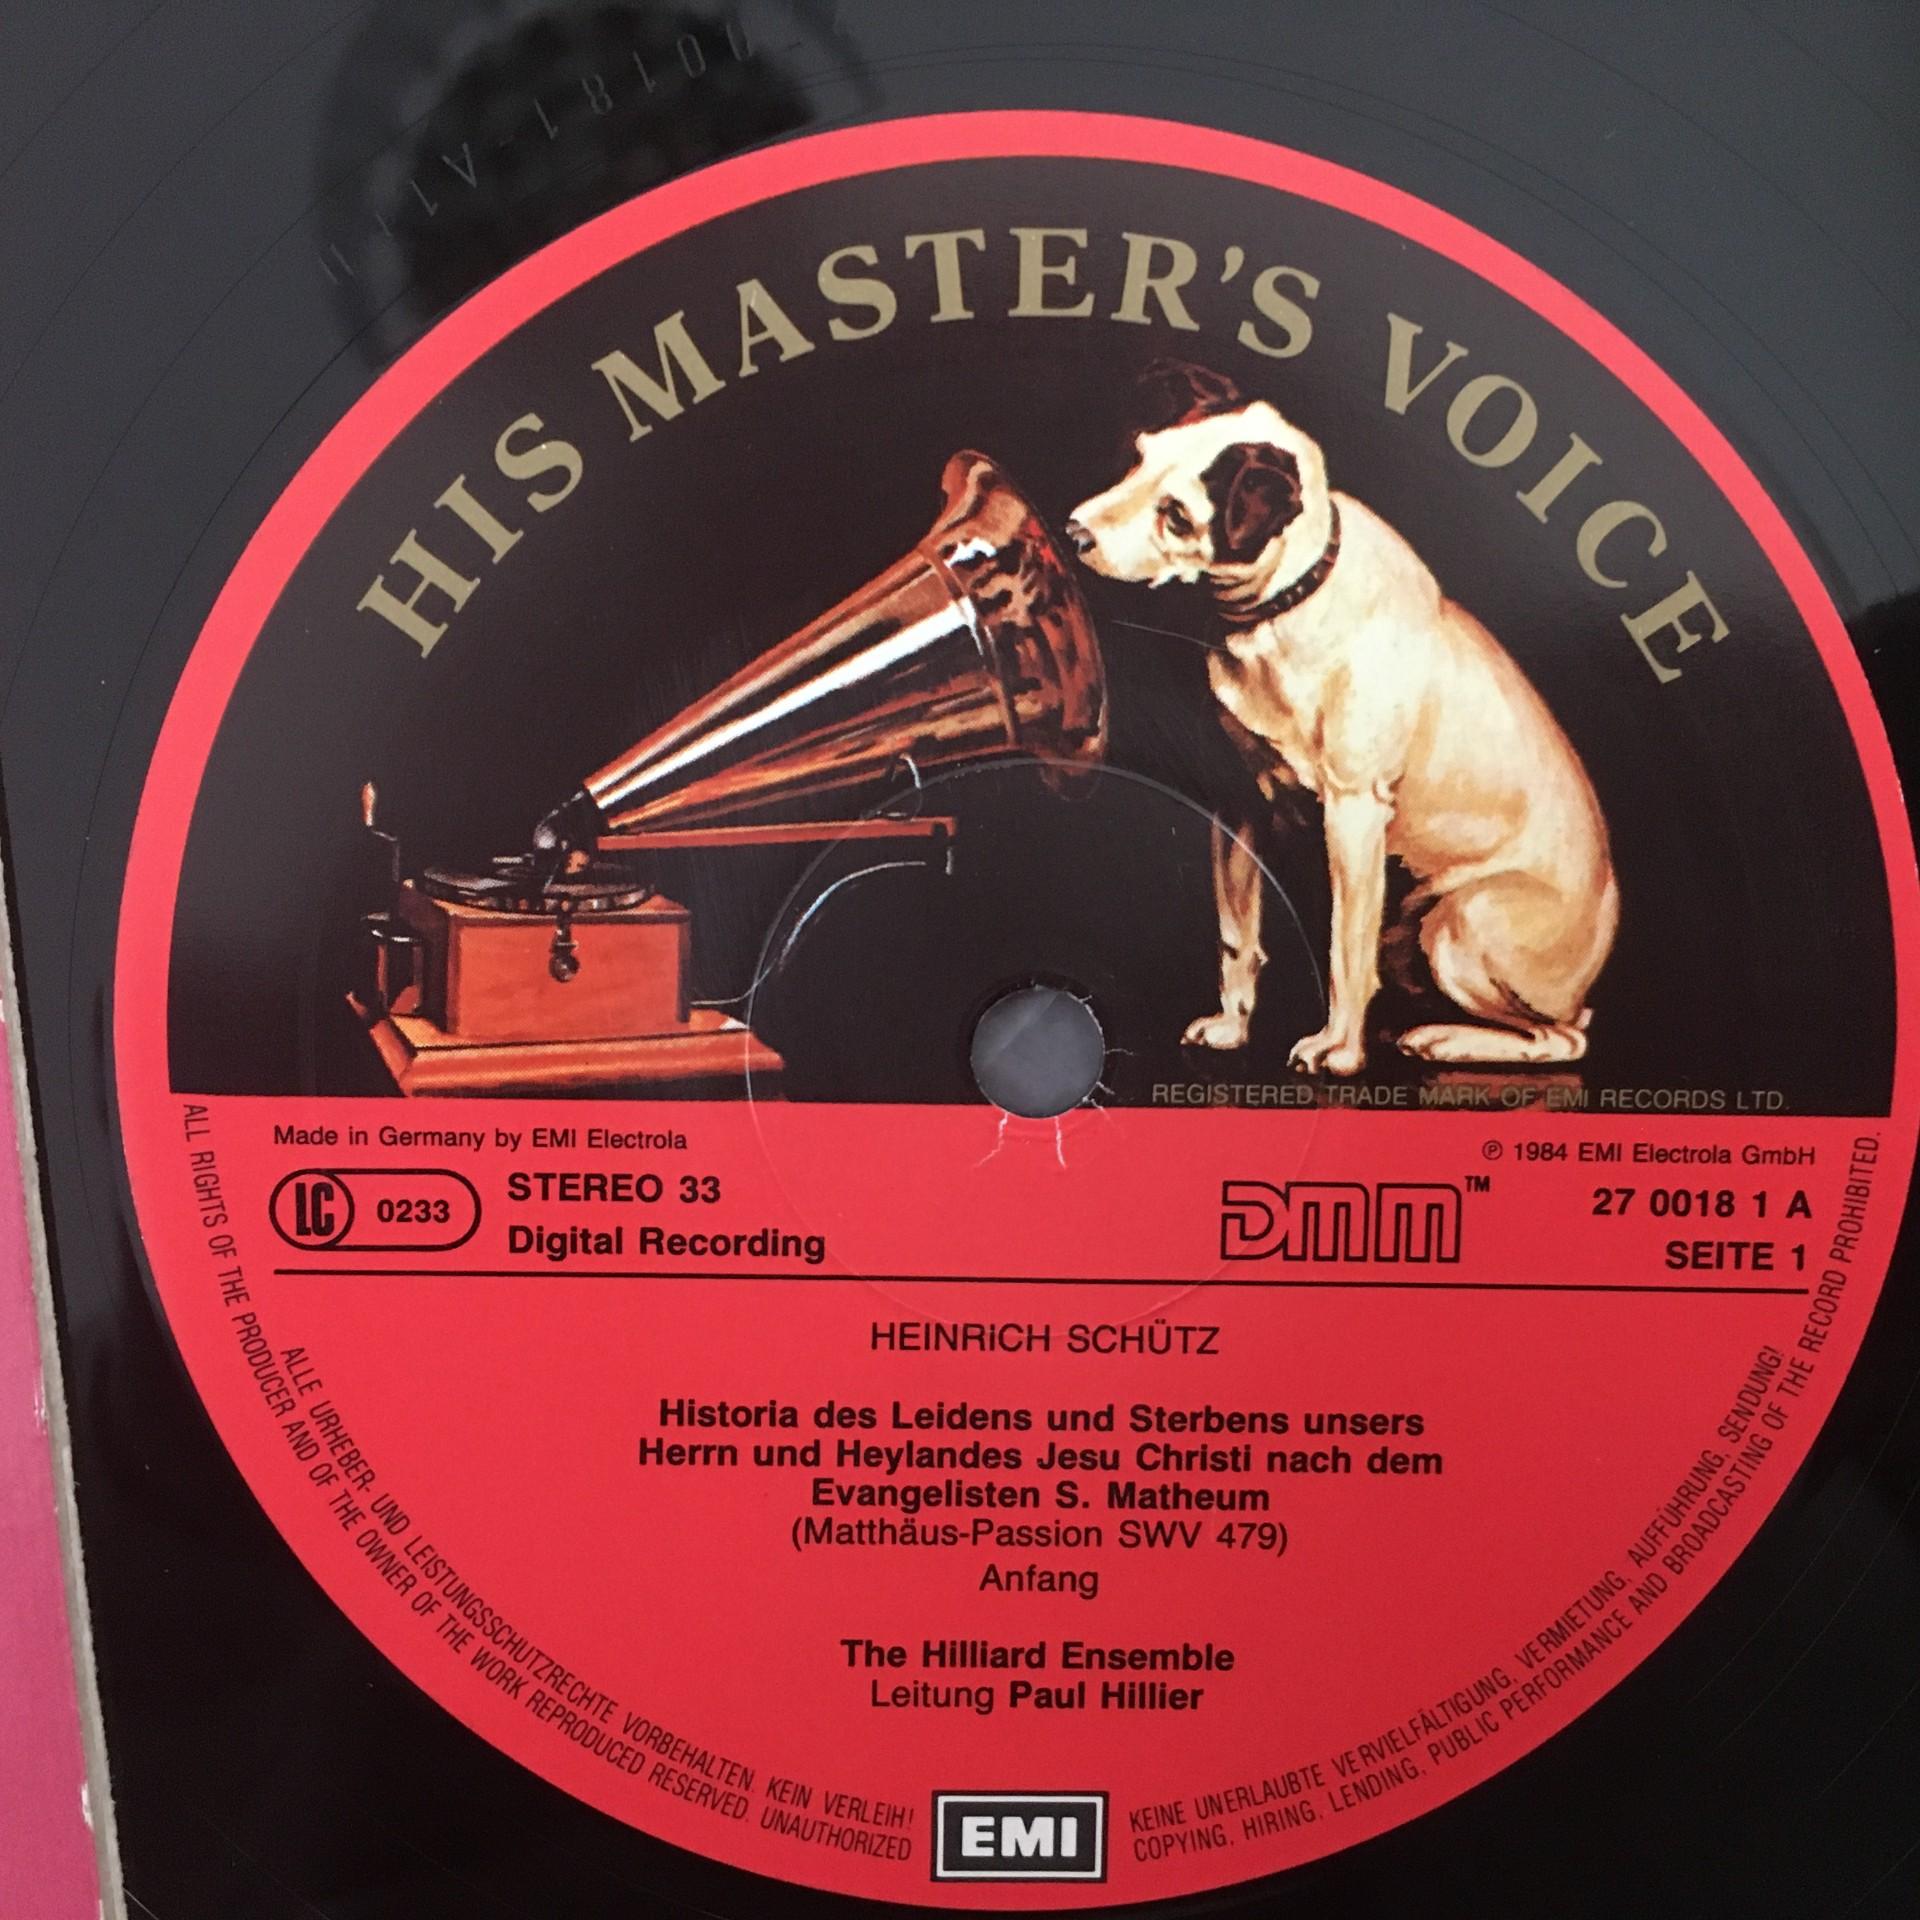 0018 1-A
HIS MASTER'S VOICE
REGISTERED TRADE MARK OF EMI RECORDS LTD.
Made in Germany by EMI Electrola
℗ 1984 EMI Electrola GmbH
LC 0233
STEREO 33
Digital Recording
DMM™
27 0018 1 A
SEITE 1
HEINRICH SCHÜTZ
Historia des Leidens und Sterbens unsers
Herrn und Heylandes Jesu Christi nach dem
Evangelisten S. Matheum
(Matthäus-Passion SWV 479)
Anfang
The Hilliard Ensemble
Leitung Paul Hillier
EMI
ALLE URHEBER- UND LEISTUNGSSCHUTZRECHTE VORBEHALTEN. KEIN VERLEIH! KEINE UNERLAUBTE VERVIELFÄLTIGUNG, VERMIETUNG, AUFFÜHRUNG, SENDUNG!
ALL RIGHTS OF THE PRODUCER AND OF THE OWNER OF THE WORK REPRODUCED RESERVED. UNAUTHORIZED COPYING, HIRING, LENDING, PUBLIC PERFORMANCE AND BROADCASTING OF THE RECORD PROHIBITED.